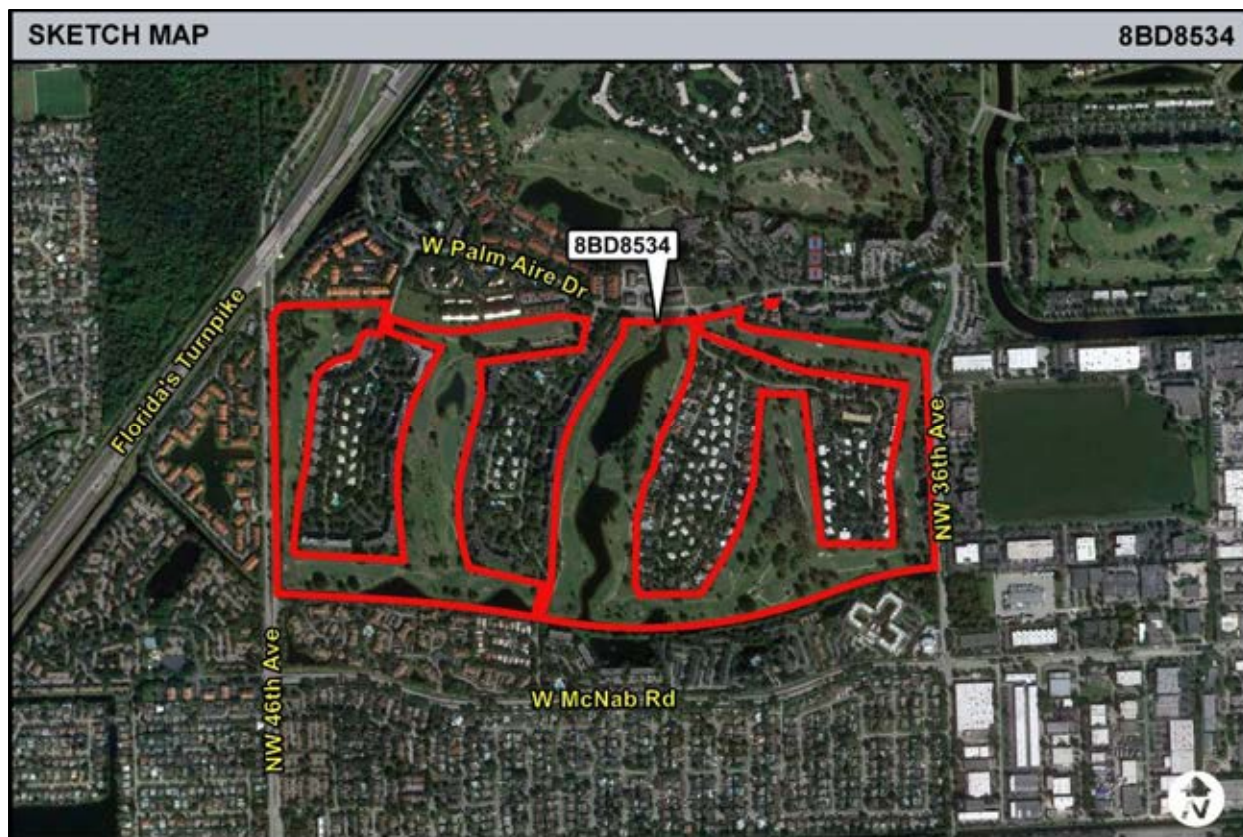 SKETCH MAP 8BD8534
W Palm Aire Dr
8BD8534
Florida's Turnpike
NW 36th Ave
NW 46th Ave
W McNab Rd
N